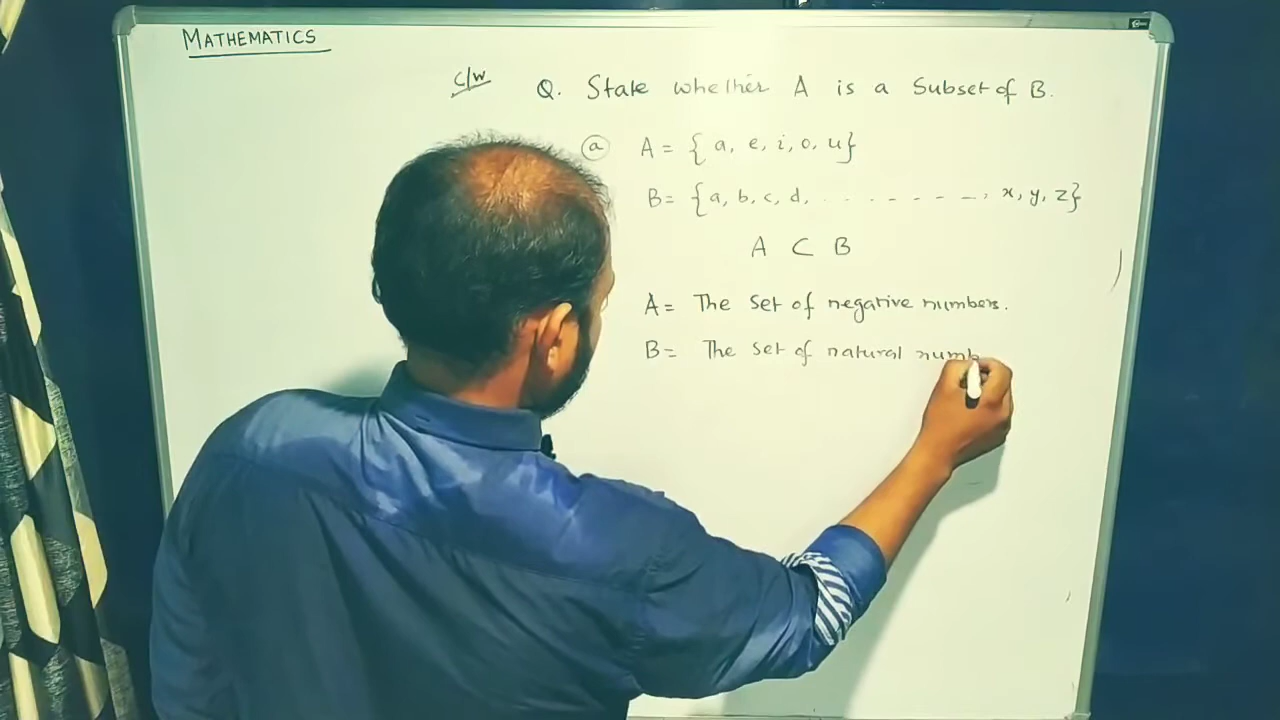 MATHEMATICS
C/W Q. State whether A is a Subset of B.
(a) A = { a, e, i, o, u}
B = {a, b, c, d, . . . . - - - -, x, y, z}
A ⊂ B
A = The Set of negative numbers.
B = The Set of natural numb